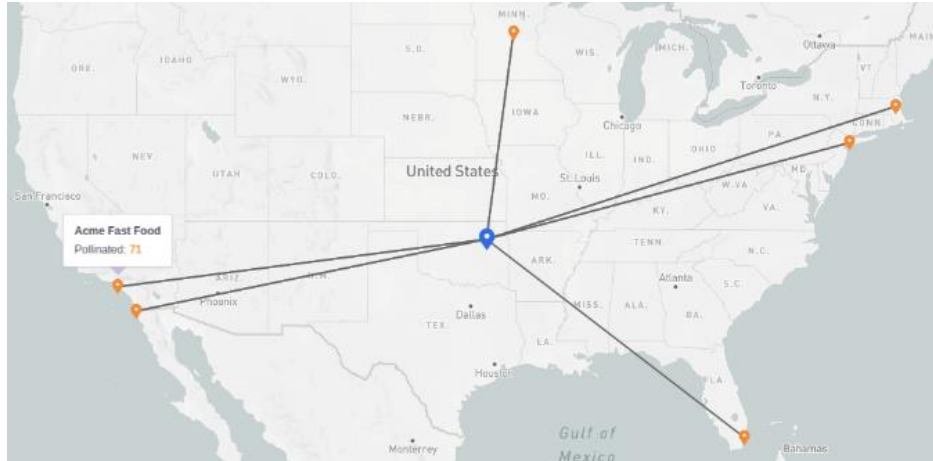 MINN.
Ottawa
MAIN
ORE.
IDAHO
S.D.
WIS.
MICH.
VT
Toronto
WYO.
N.Y.
NEBR.
IOWA
Chicago
CONN.
NEV.
UTAH
COLO.
ILL.
IND.
OHIO
PA.
MD.
United States
St. Louis
W.VA
San Francisco
MO.
KY.
VA.
Acme Fast Food
Pollinated: 71
TENN.
N.C.
ARIZ.
N.M.
ARK.
Atlanta
S.C.
Phoenix
Dallas
MISS.
ALA.
TEX.
LA.
Houston
FLA.
Gulf of
Mexico
Monterrey
Bahamas